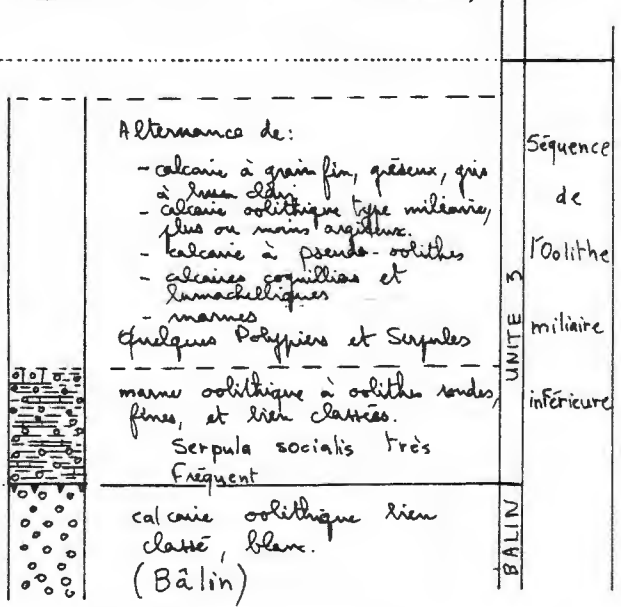 Alternance de:
- calcaire à grain fin, gréseux, gris
à brun clair
- calcaire oolithique type miliaire,
plus ou moins argileux.
- calcaire à pseudo-oolithes
- calcaires coquilliers et
lumachelliques
- marnes
Quelques Polypiers et Serpules
marne oolithique à oolithes rondes,
fines, et bien classées.
Serpula socialis très
Fréquent
calcaire oolithique bien
classé, blanc.
(Bâlin)
UNITE 3
BALIN
Séquence
de
l'Oolithe
miliaire
inférieure